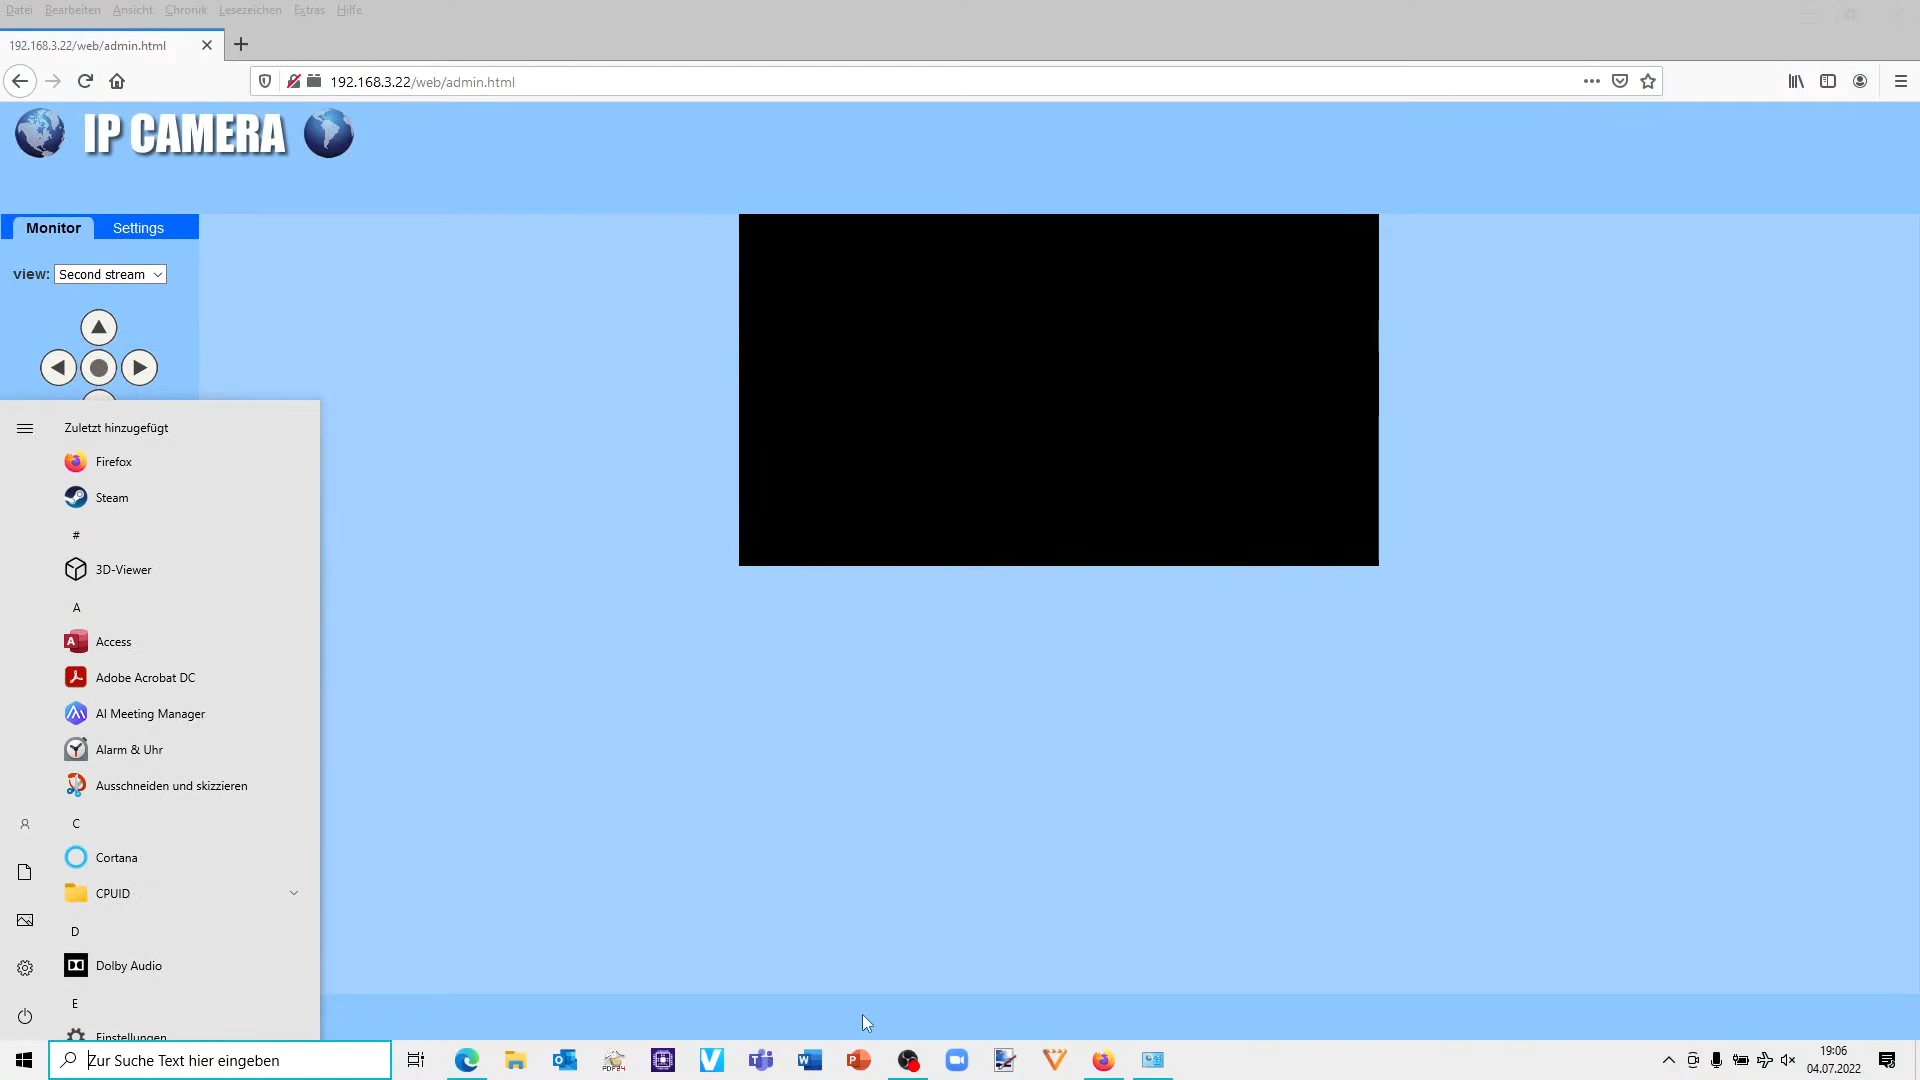 Datei Bearbeiten Ansicht Chronik Lesezeichen Extras Hilfe
192.168.3.22/web/admin.html
192.168.3.22/web/admin.html
IP CAMERA
Monitor Settings
view: Second stream
Zuletzt hinzugefügt
Firefox
Steam
#
3D-Viewer
A
Access
Adobe Acrobat DC
AI Meeting Manager
Alarm & Uhr
Ausschneiden und skizzieren
C
Cortana
CPUID
D
Dolby Audio
E
Einstellungen
Zur Suche Text hier eingeben
PDF24
19:06
04.07.2022